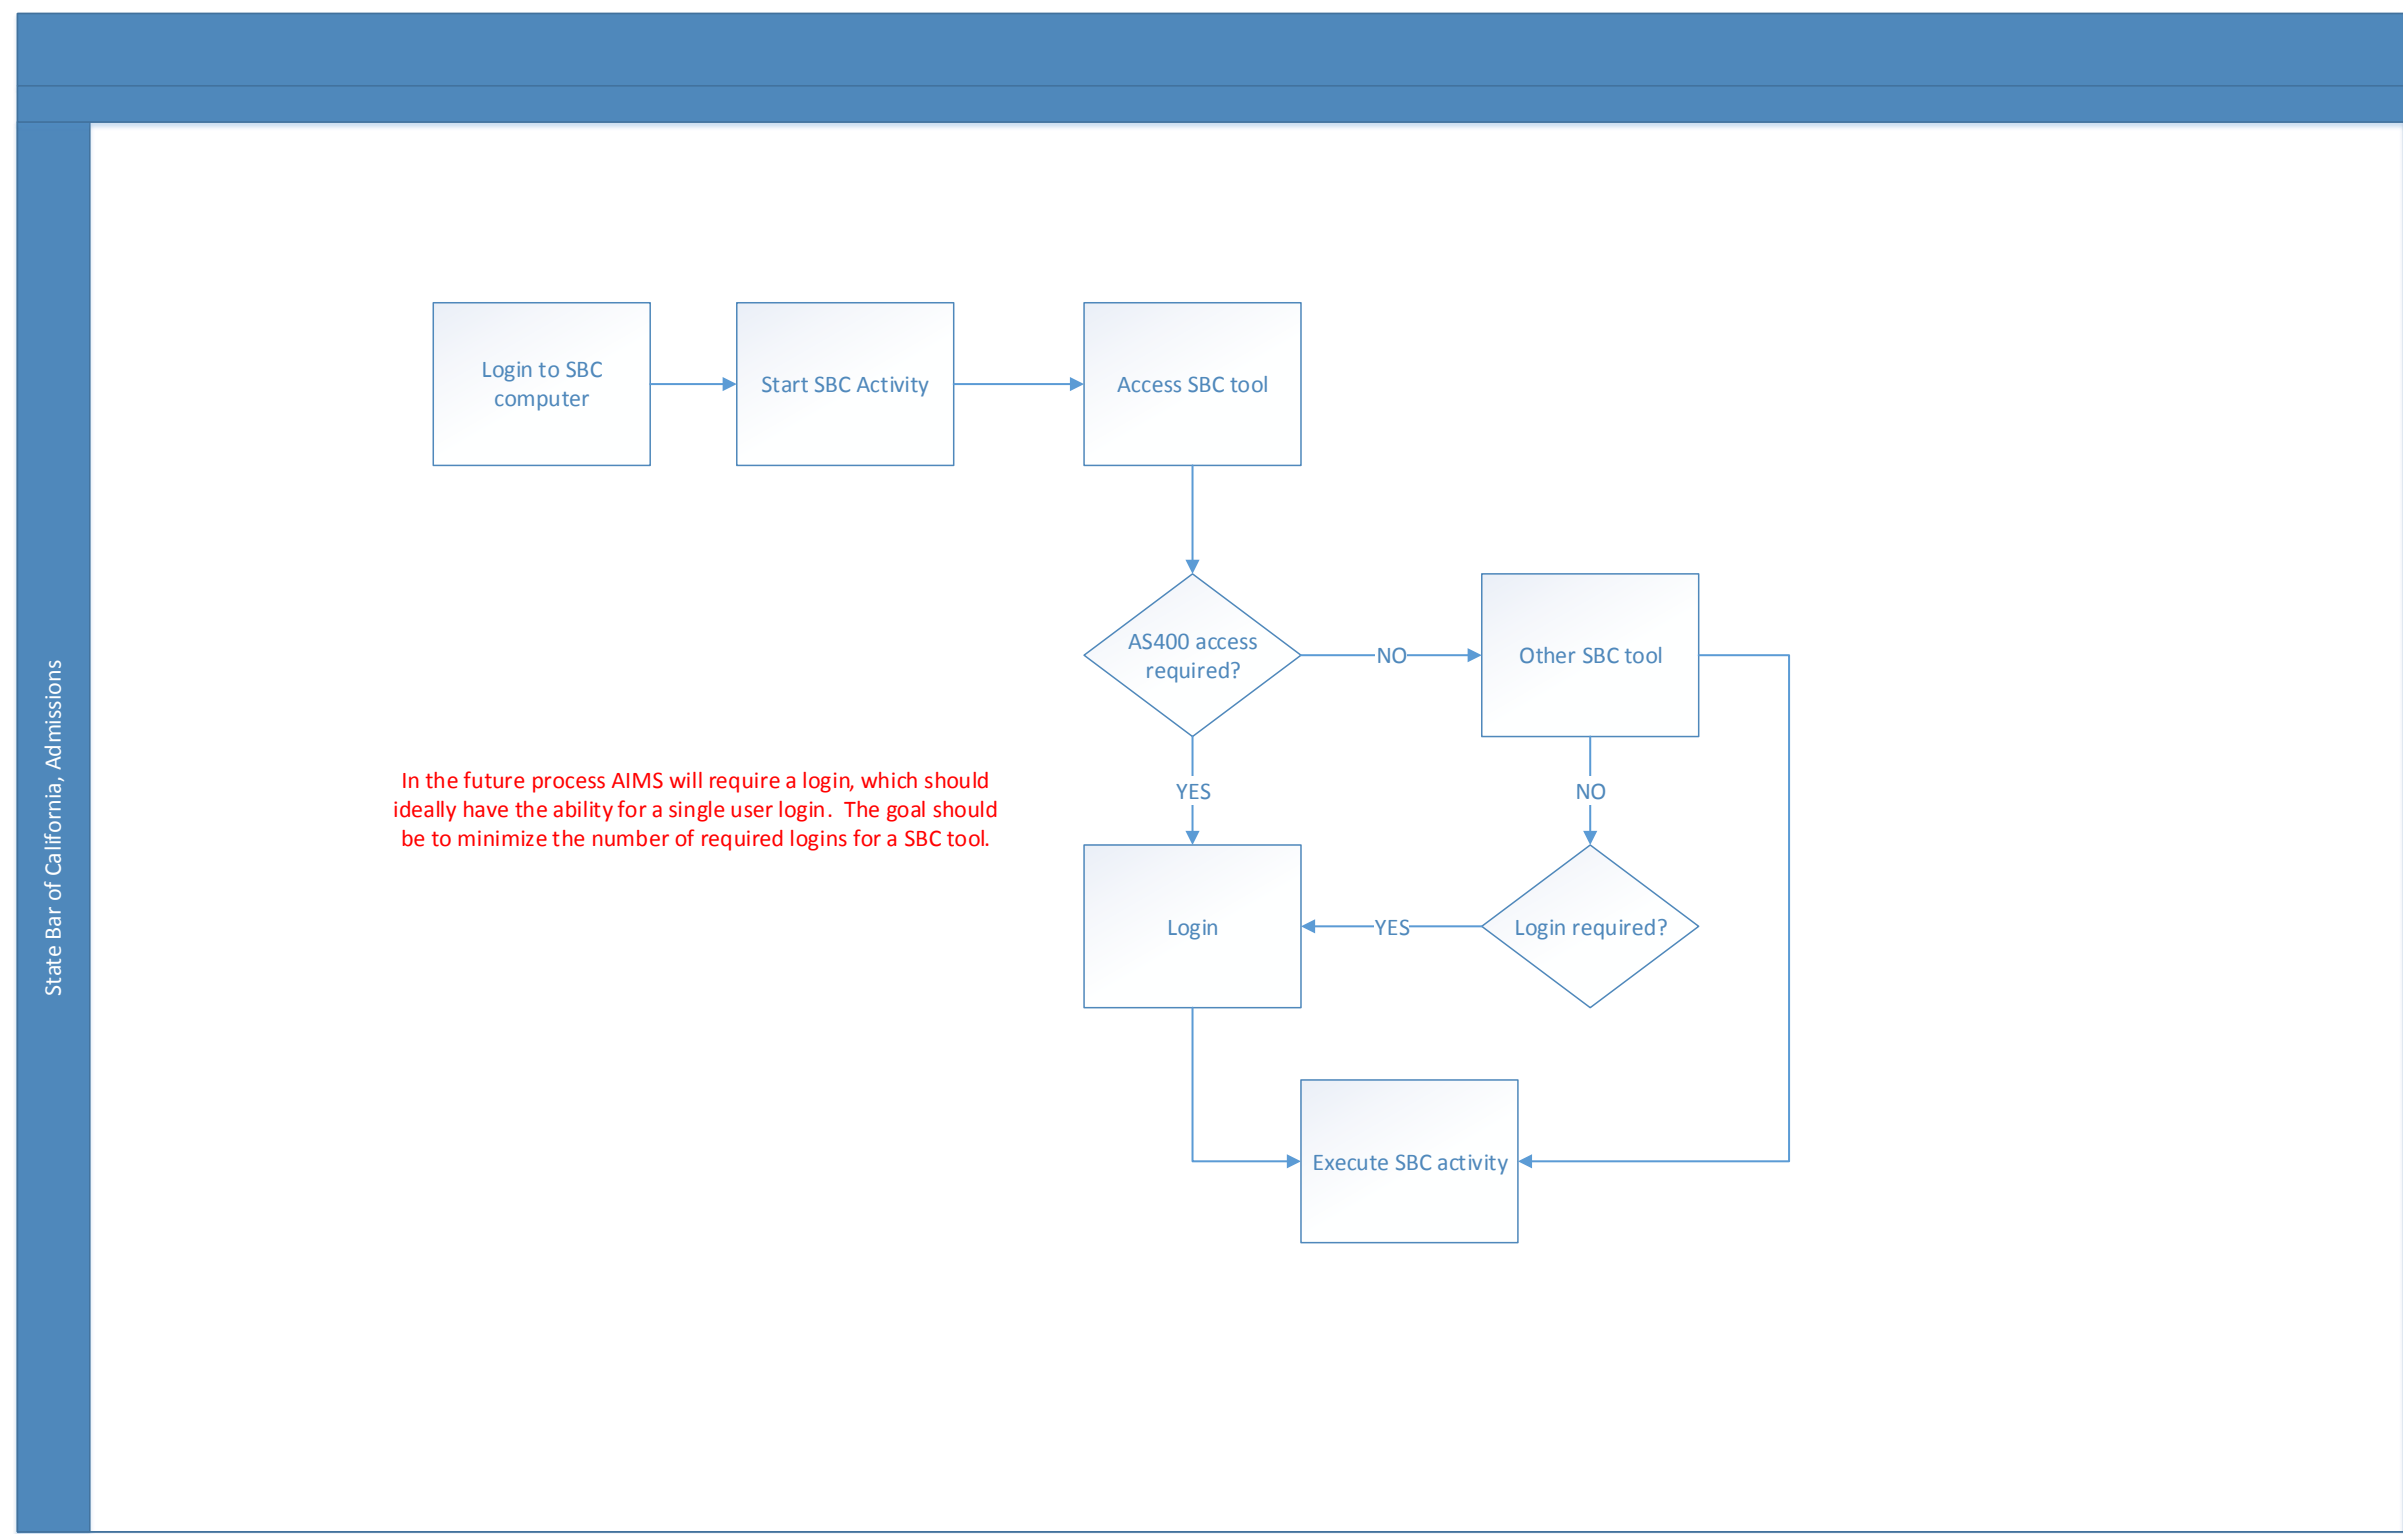 State Bar of California, Admissions
Login to SBC
computer
Start SBC Activity
Access SBC tool
AS400 access
required?
NO
Other SBC tool
In the future process AIMS will require a login, which should
ideally have the ability for a single user login.  The goal should
be to minimize the number of required logins for a SBC tool.
YES
NO
Login
YES
Login required?
Execute SBC activity